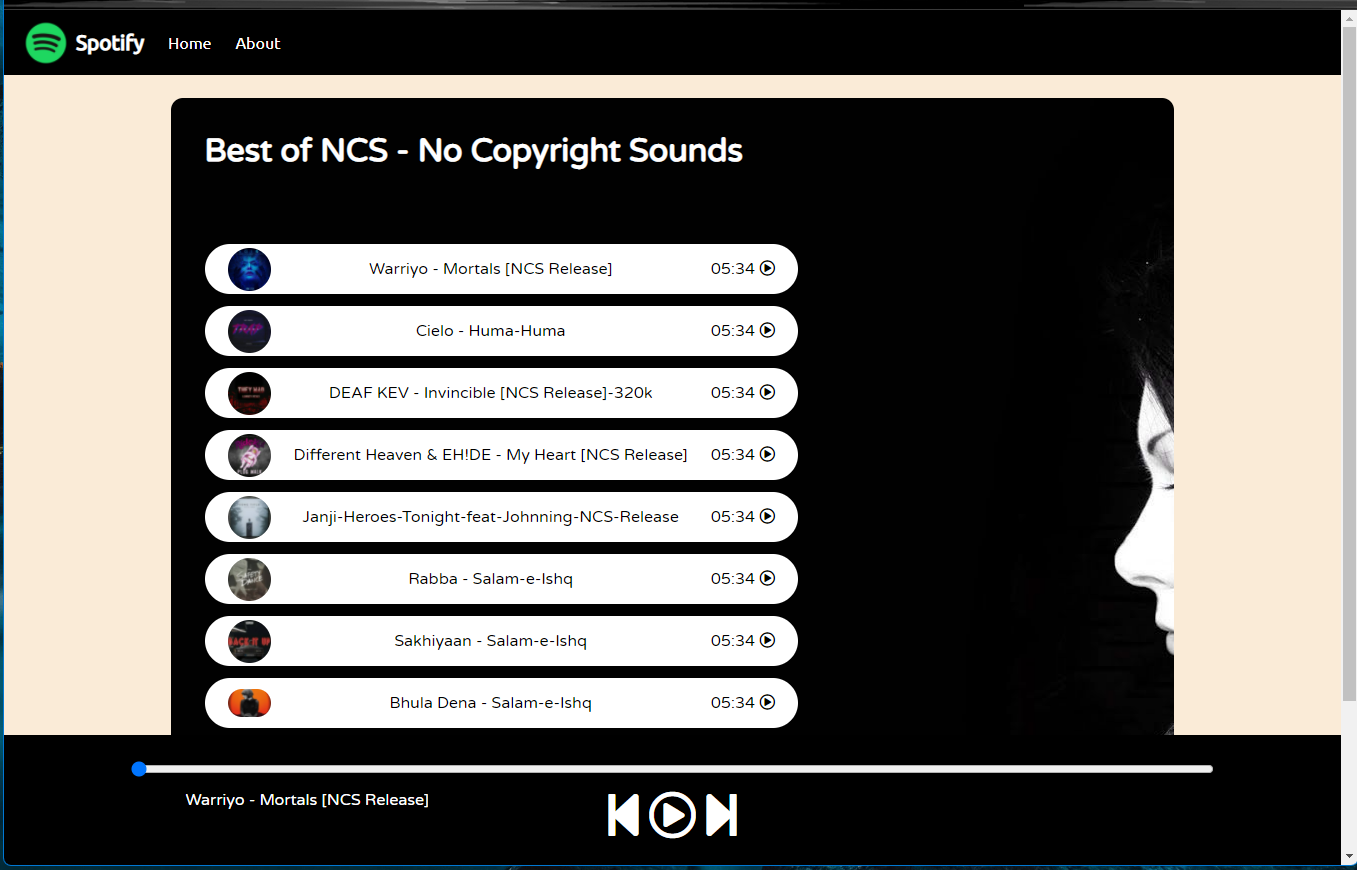 Spotify Home About
Best of NCS - No Copyright Sounds
Warriyo - Mortals [NCS Release] 05:34
Cielo - Huma-Huma 05:34
DEAF KEV - Invincible [NCS Release]-320k 05:34
Different Heaven & EH!DE - My Heart [NCS Release] 05:34
Janji-Heroes-Tonight-feat-Johnning-NCS-Release 05:34
Rabba - Salam-e-Ishq 05:34
Sakhiyaan - Salam-e-Ishq 05:34
Bhula Dena - Salam-e-Ishq 05:34
Warriyo - Mortals [NCS Release]